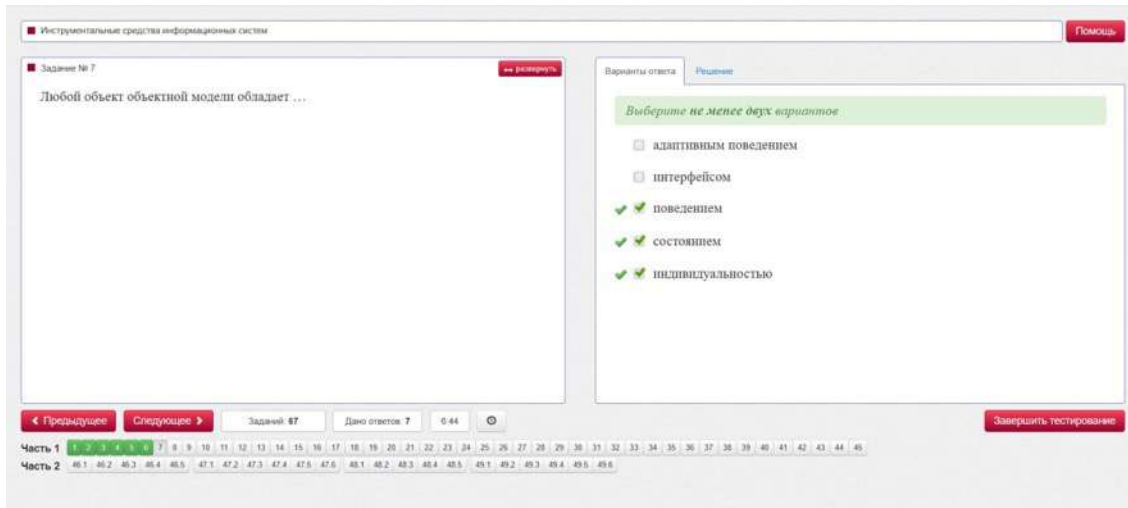 Инструментальные средства информационных систем
Помощь
Задание № 7
развернуть
Любой объект объектной модели обладает …
Варианты ответа
Решение
Выберите не менее двух вариантов
адаптивным поведением
интерфейсом
поведением
состоянием
индивидуальностью
Предыдущее
Следующее
Заданий: 67
Дано ответов: 7
0:44
Завершить тестирование
Часть 1 1 2 3 4 5 6 7 8 9 10 11 12 13 14 15 16 17 18 19 20 21 22 23 24 25 26 27 28 29 30 31 32 33 34 35 36 37 38 39 40 41 42 43 44 45
Часть 2 46.1 46.2 46.3 46.4 46.5 47.1 47.2 47.3 47.4 47.5 47.6 48.1 48.2 48.3 48.4 48.5 49.1 49.2 49.3 49.4 49.5 49.6